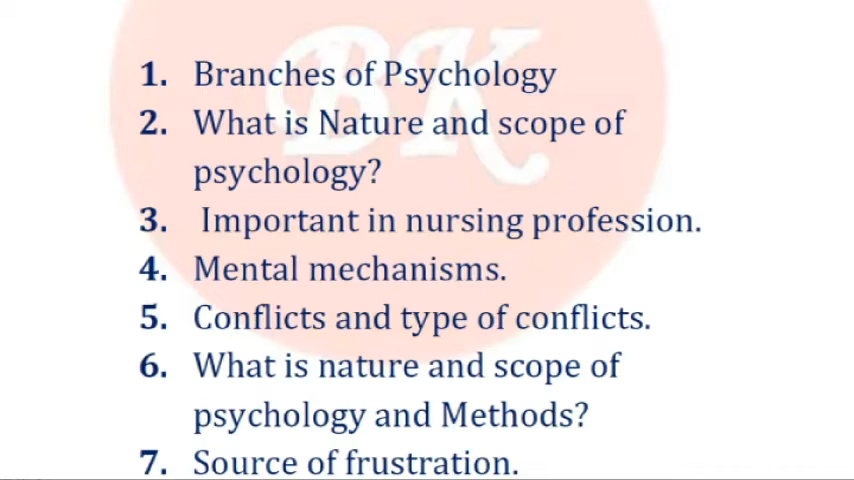 BK
1. Branches of Psychology
2. What is Nature and scope of
psychology?
3. Important in nursing profession.
4. Mental mechanisms.
5. Conflicts and type of conflicts.
6. What is nature and scope of
psychology and Methods?
7. Source of frustration.